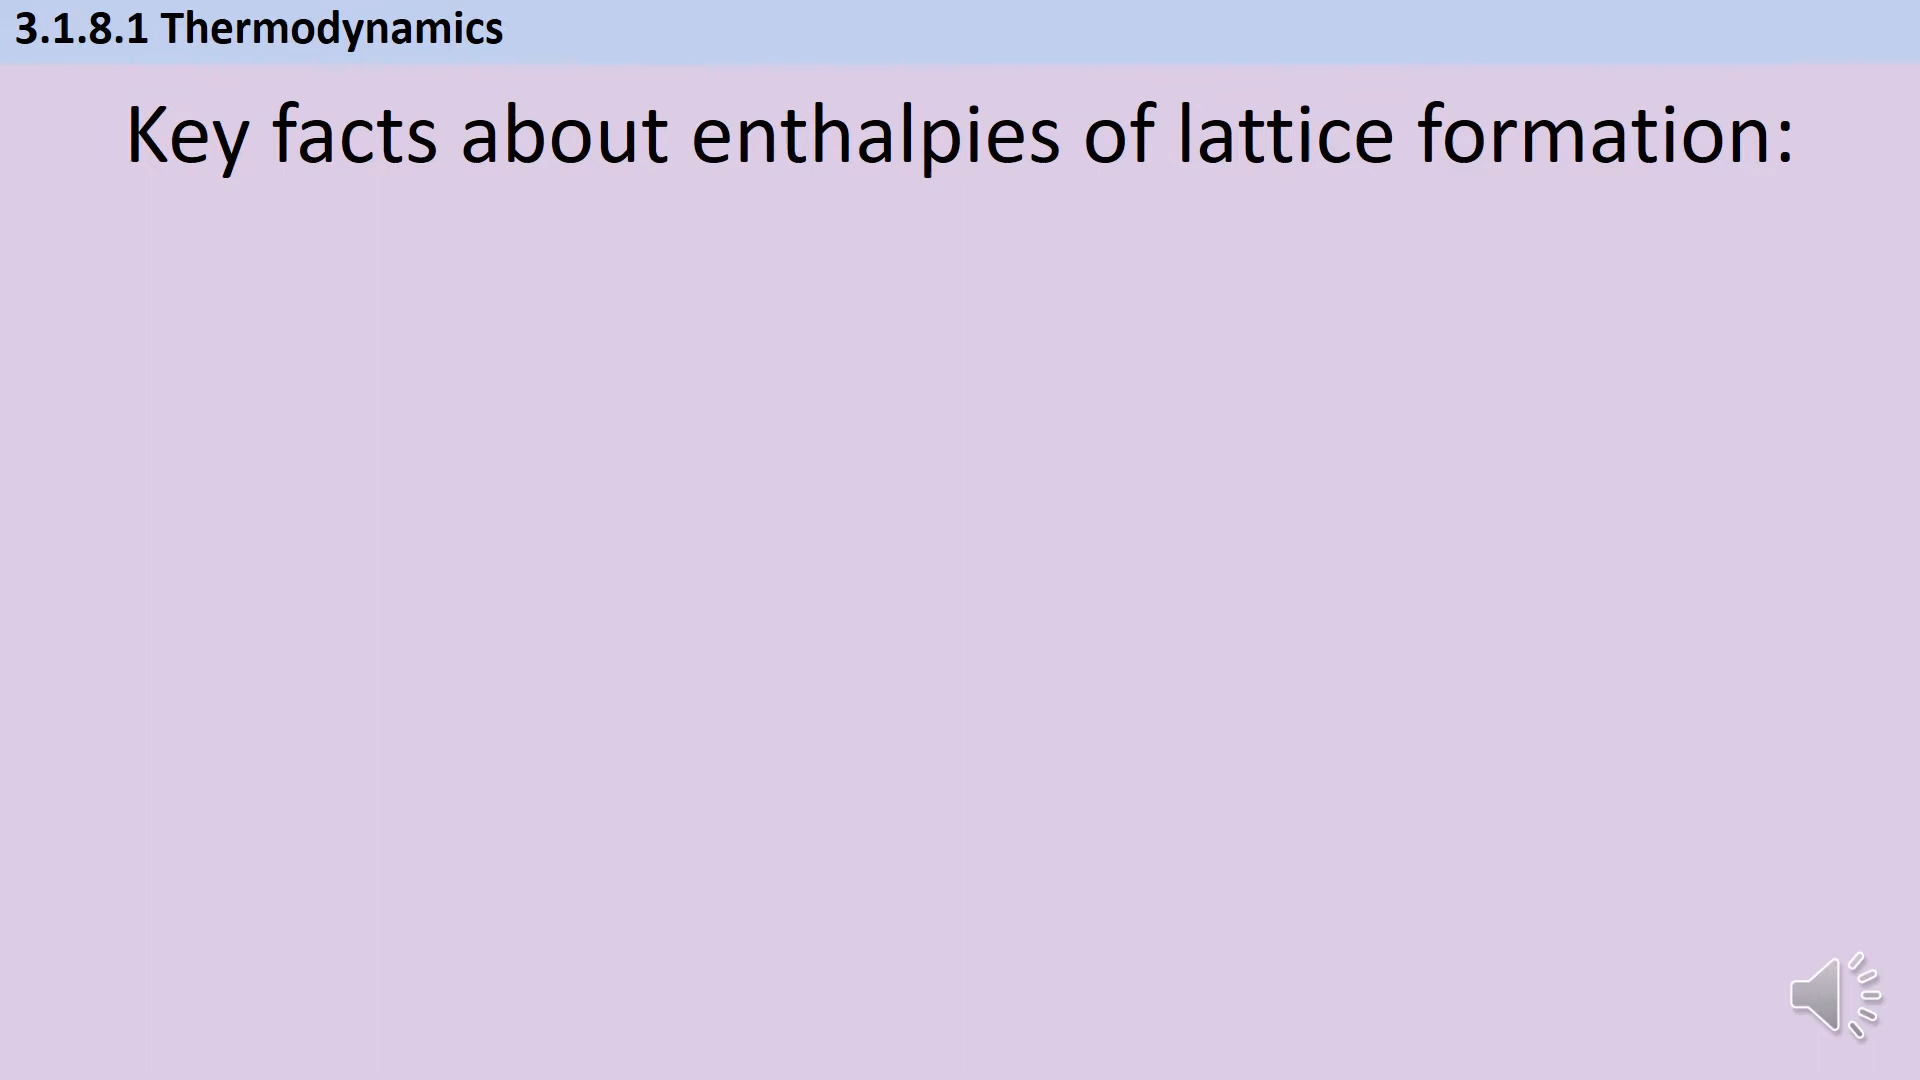 3.1.8.1 Thermodynamics
Key facts about enthalpies of lattice formation: